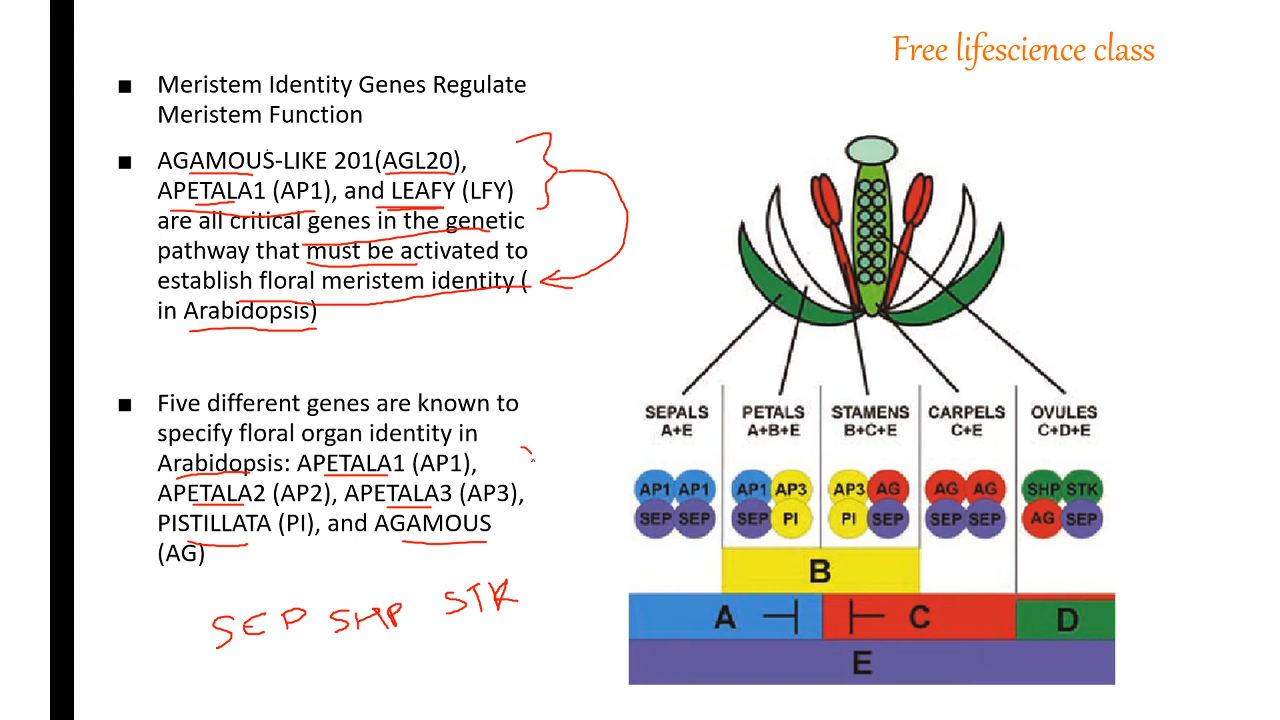 Free lifescience class
▪ Meristem Identity Genes Regulate
Meristem Function
▪ AGAMOUS-LIKE 201(AGL20),
APETALA1 (AP1), and LEAFY (LFY)
are all critical genes in the genetic
pathway that must be activated to
establish floral meristem identity (
in Arabidopsis)
▪ Five different genes are known to
specify floral organ identity in
Arabidopsis: APETALA1 (AP1),
APETALA2 (AP2), APETALA3 (AP3),
PISTILLATA (PI), and AGAMOUS
(AG)
SEP SHP STK
SEPALS PETALS STAMENS CARPELS OVULES
A+E A+B+E B+C+E C+E C+D+E
AP1 AP1 AP1 AP3 AP3 AG AG AG SHP STK
SEP SEP SEP PI PI SEP SEP SEP AG SEP
B
A C D
E